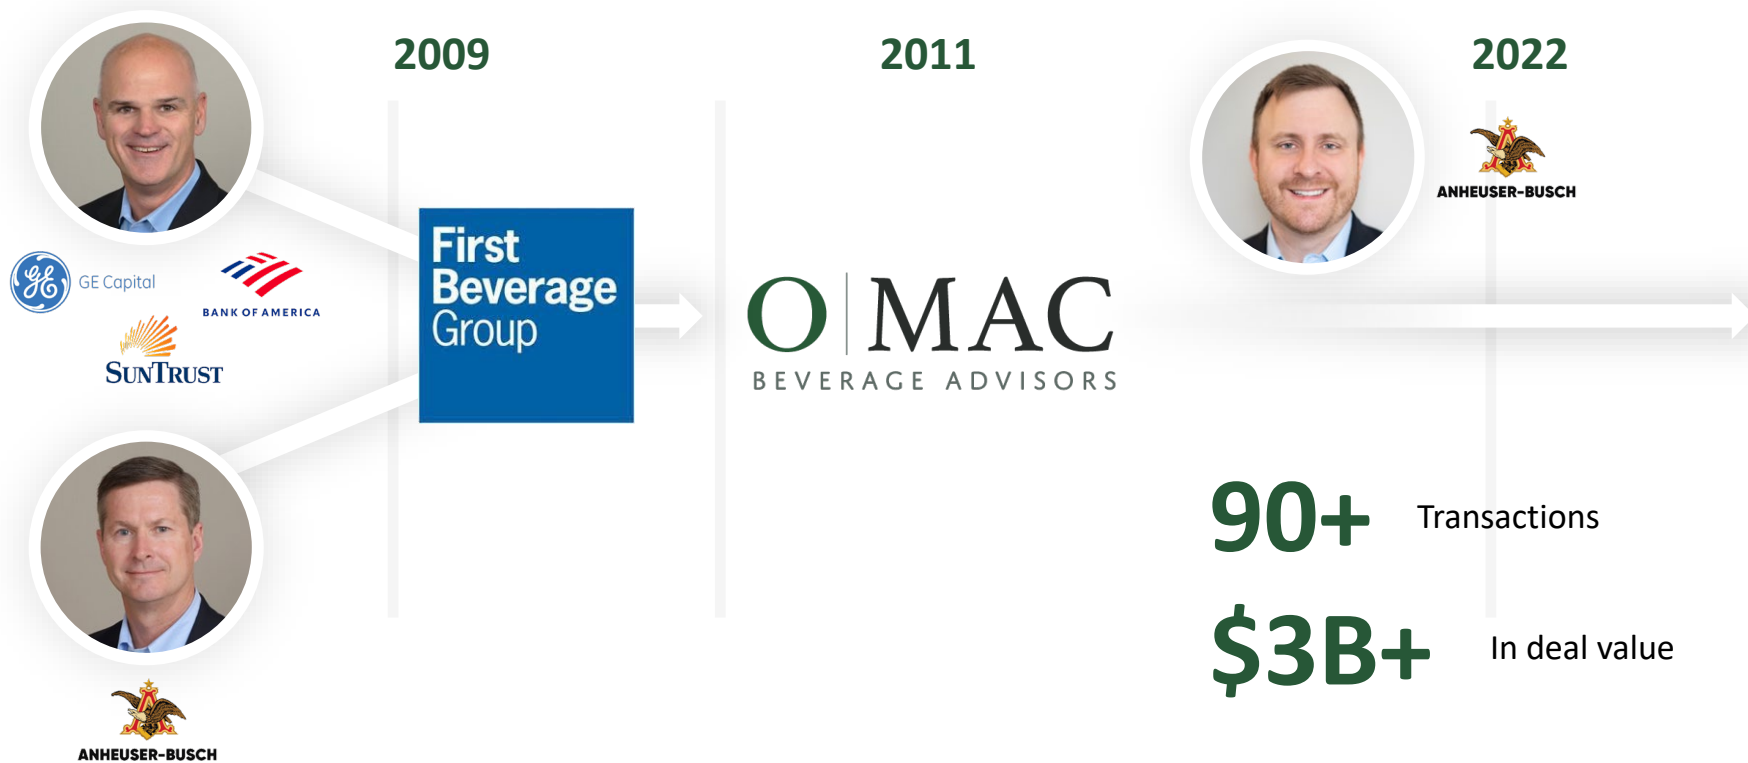 2009
2011
2022
ANHEUSER-BUSCH
GE Capital
BANK OF AMERICA
SUNTRUST
First
Beverage
Group
O|MAC
BEVERAGE ADVISORS
90+ Transactions
$3B+ In deal value
ANHEUSER-BUSCH